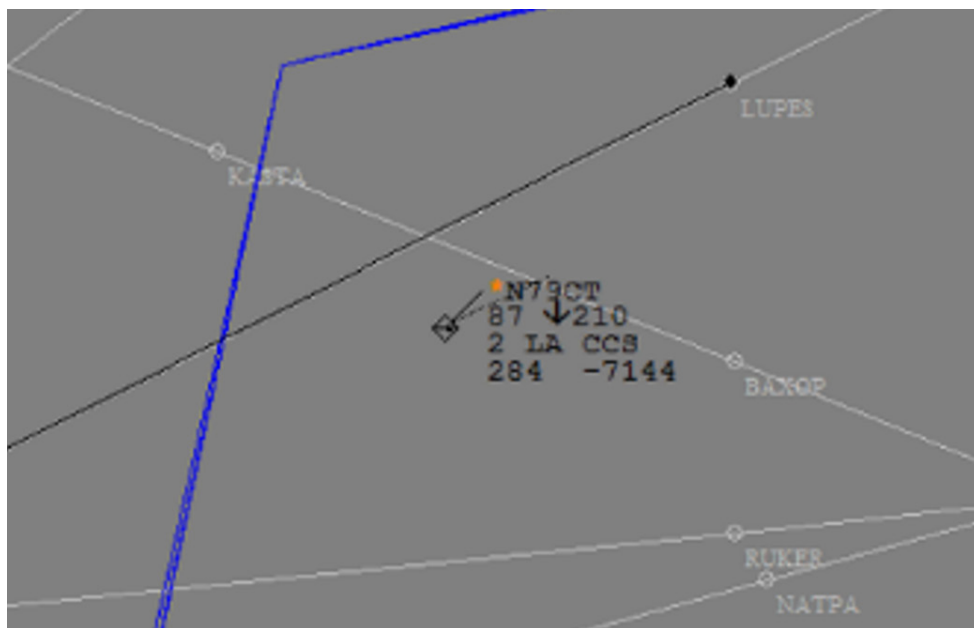 LUPES
KASTA
N79CT
87 ↓210
2 LA CCS
284 -7144
BAXOP
RUKER
NATPA